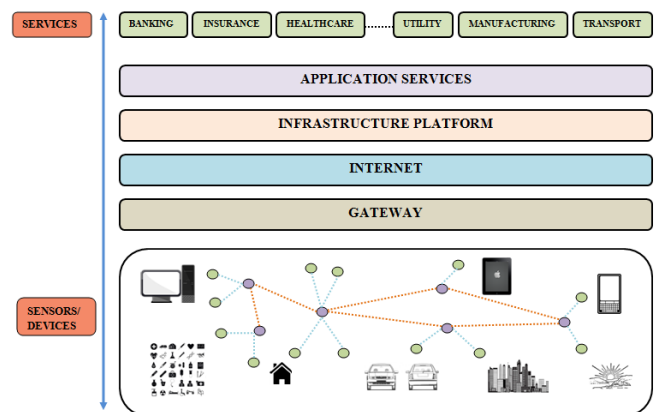 SERVICES
BANKING
INSURANCE
HEALTHCARE
UTILITY
MANUFACTURING
TRANSPORT
APPLICATION SERVICES
INFRASTRUCTURE PLATFORM
INTERNET
GATEWAY
SENSORS/
DEVICES